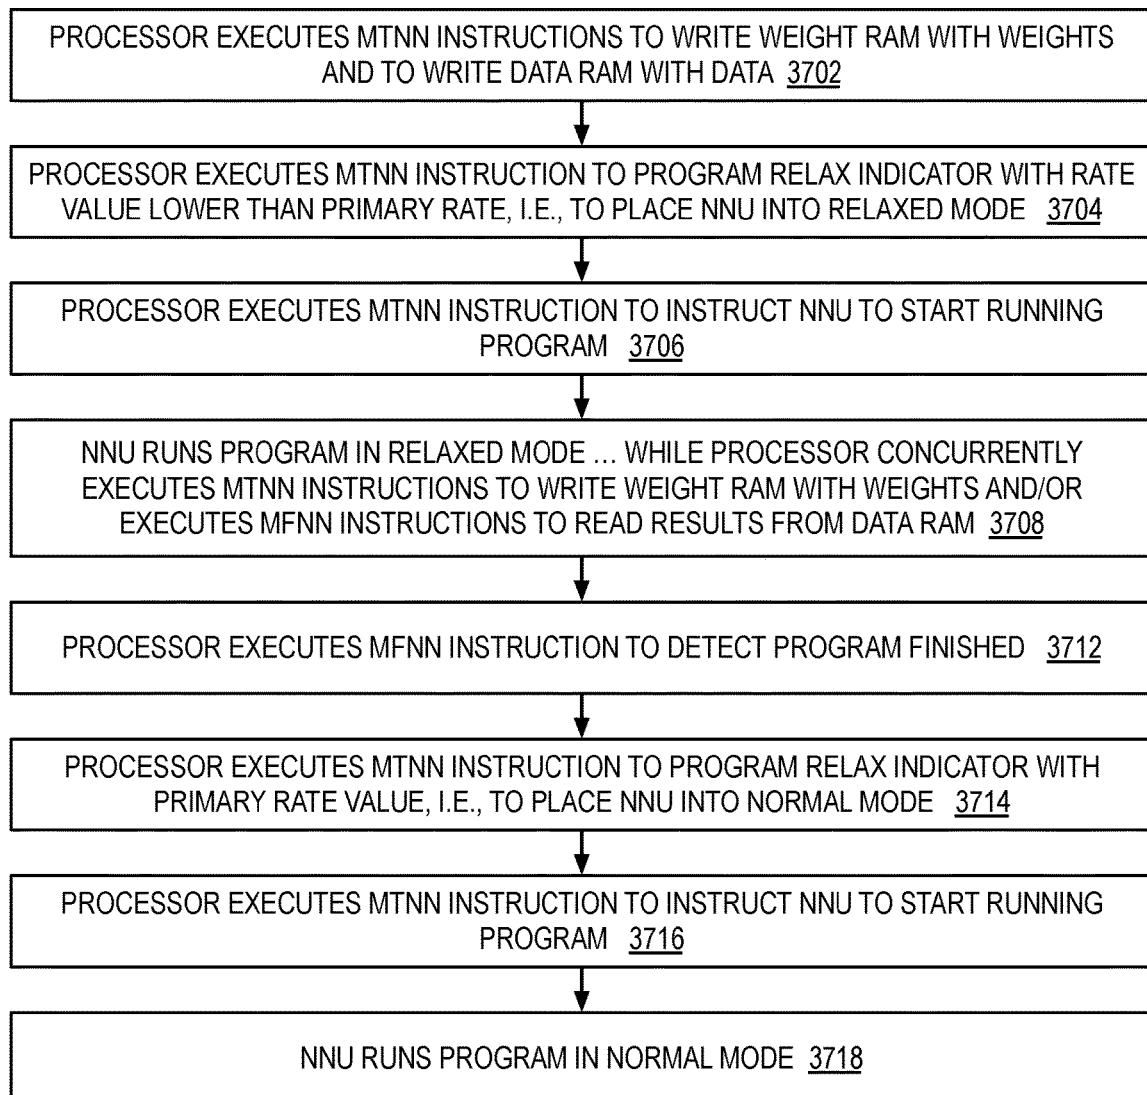 PROCESSOR EXECUTES MTNN INSTRUCTIONS TO WRITE WEIGHT RAM WITH WEIGHTS
AND TO WRITE DATA RAM WITH DATA 3702
PROCESSOR EXECUTES MTNN INSTRUCTION TO PROGRAM RELAX INDICATOR WITH RATE
VALUE LOWER THAN PRIMARY RATE, I.E., TO PLACE NNU INTO RELAXED MODE 3704
PROCESSOR EXECUTES MTNN INSTRUCTION TO INSTRUCT NNU TO START RUNNING
PROGRAM 3706
NNU RUNS PROGRAM IN RELAXED MODE ... WHILE PROCESSOR CONCURRENTLY
EXECUTES MTNN INSTRUCTIONS TO WRITE WEIGHT RAM WITH WEIGHTS AND/OR
EXECUTES MFNN INSTRUCTIONS TO READ RESULTS FROM DATA RAM 3708
PROCESSOR EXECUTES MFNN INSTRUCTION TO DETECT PROGRAM FINISHED 3712
PROCESSOR EXECUTES MTNN INSTRUCTION TO PROGRAM RELAX INDICATOR WITH
PRIMARY RATE VALUE, I.E., TO PLACE NNU INTO NORMAL MODE 3714
PROCESSOR EXECUTES MTNN INSTRUCTION TO INSTRUCT NNU TO START RUNNING
PROGRAM 3716
NNU RUNS PROGRAM IN NORMAL MODE 3718